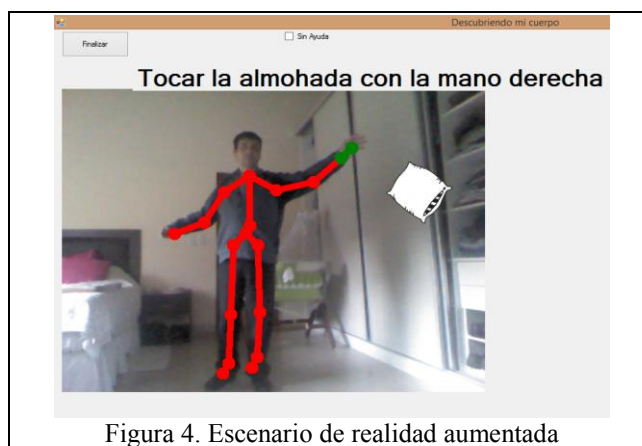 Descubriendo mi cuerpo
Finalizar
Sin Ayuda
Tocar la almohada con la mano derecha
Figura 4. Escenario de realidad aumentada